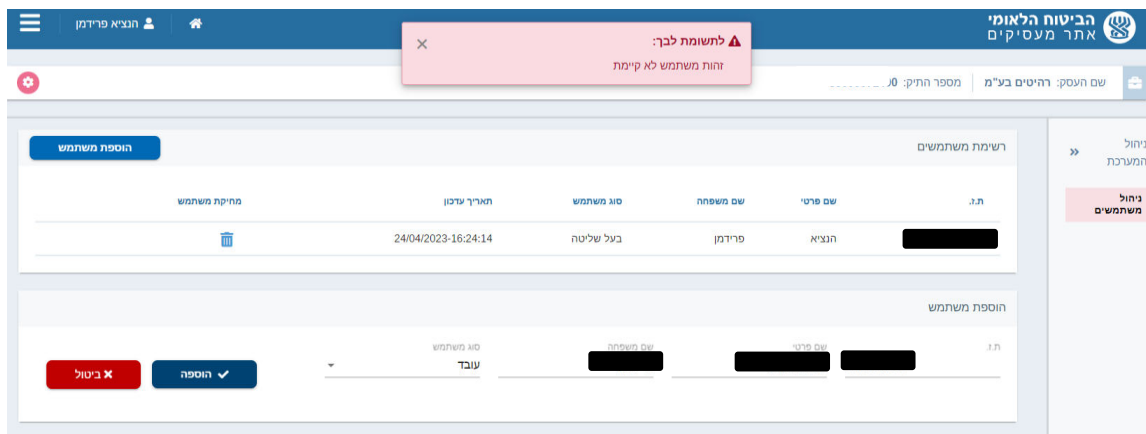 הביטוח הלאומי
אתר מעסיקים
הנציא פרידמן
לתשומת לבך:
זהות משתמש לא קיימת
שם העסק: רהיטים בע"מ
מספר התיק:
ניהול
המערכת
ניהול
משתמשים
רשימת משתמשים
הוספת משתמש
ת.ז. שם פרטי שם משפחה סוג משתמש תאריך עדכון מחיקת משתמש
הנציא פרידמן בעל שליטה 24/04/2023-16:24:14
הוספת משתמש
ת.ז. שם פרטי שם משפחה סוג משתמש
עובד
הוספה
ביטול